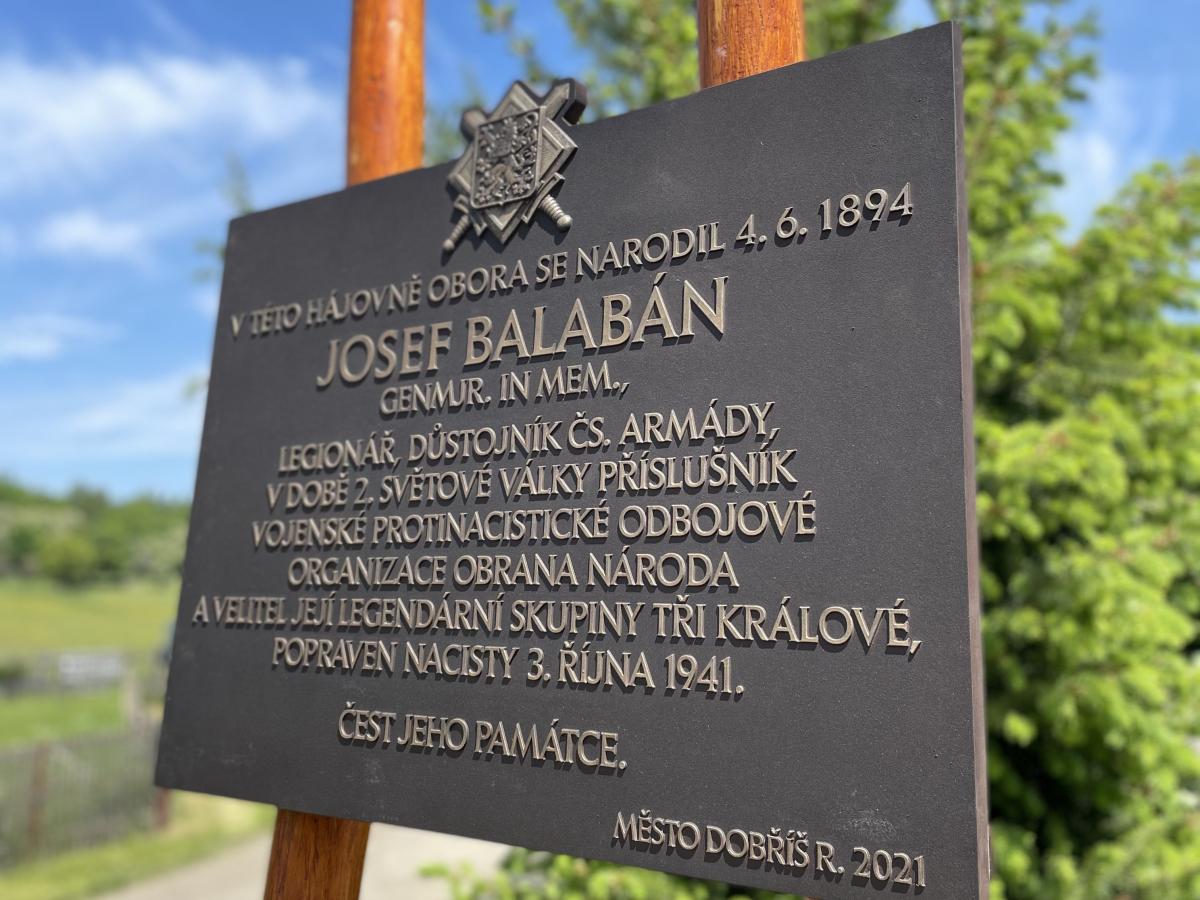 V TÉTO HÁJOVNĚ OBORA SE NARODIL 4. 6. 1894
JOSEF BALABÁN
GENMJR. IN MEM.,
LEGIONÁŘ, DŮSTOJNÍK ČS. ARMÁDY,
V DOBĚ 2. SVĚTOVÉ VÁLKY PŘÍSLUŠNÍK
VOJENSKÉ PROTINACISTICKÉ ODBOJOVÉ
ORGANIZACE OBRANA NÁRODA
A VELITEL JEJÍ LEGENDÁRNÍ SKUPINY TŘI KRÁLOVÉ,
POPRAVEN NACISTY 3. ŘÍJNA 1941.
ČEST JEHO PAMÁTCE.
MĚSTO DOBŘÍŠ R. 2021